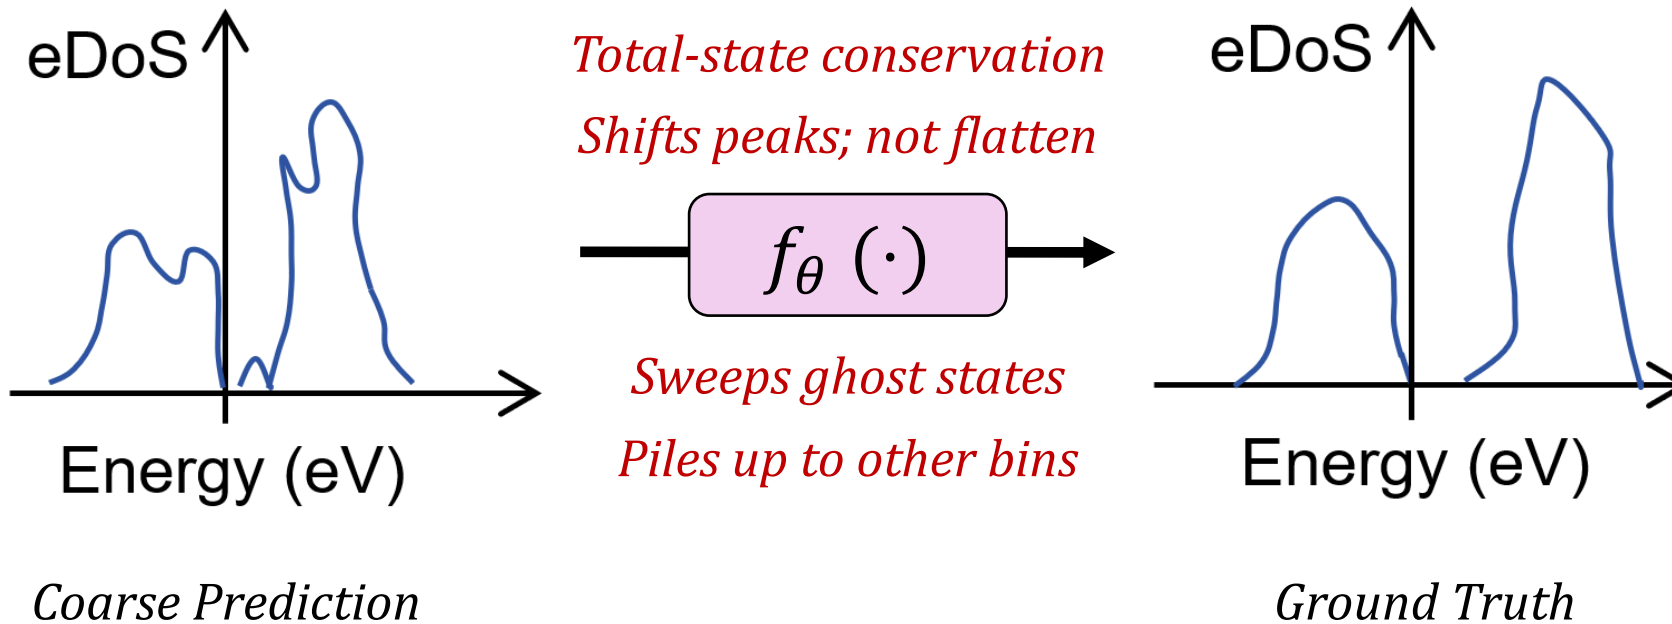 eDoS
Energy (eV)
Coarse Prediction
Total-state conservation
Shifts peaks; not flatten
f_θ (·)
Sweeps ghost states
Piles up to other bins
eDoS
Energy (eV)
Ground Truth